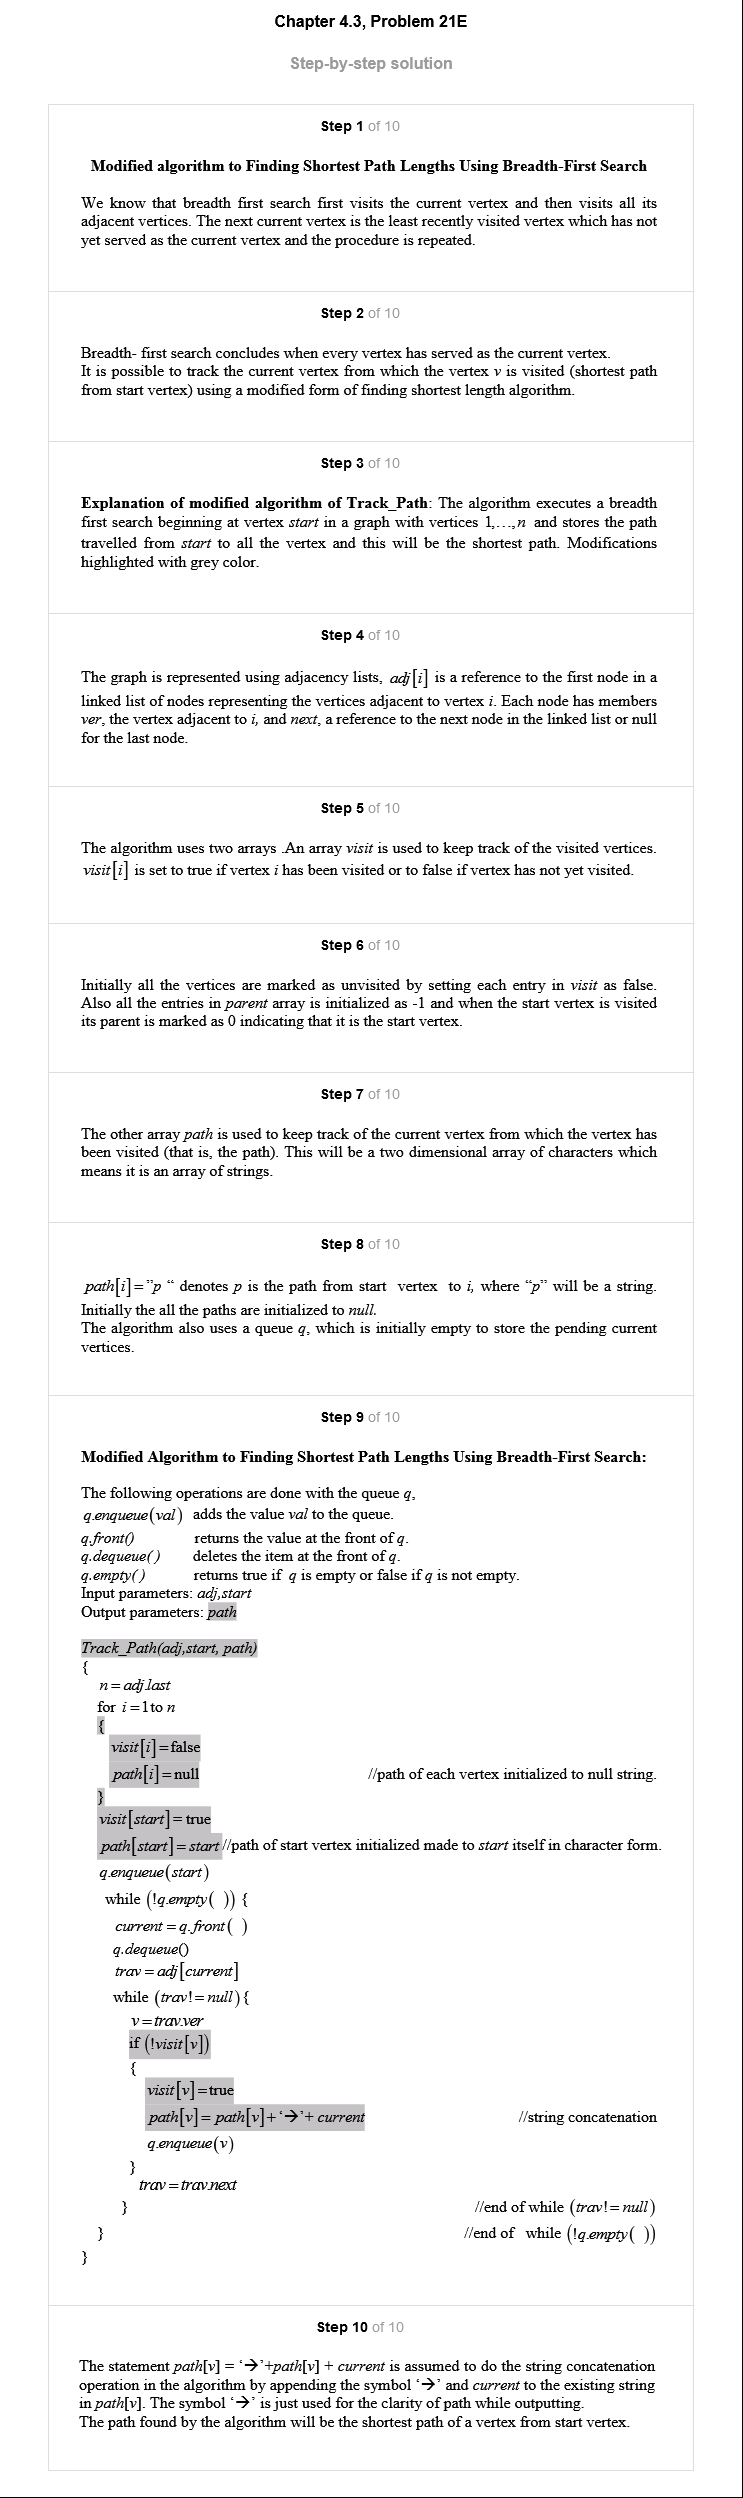 Chapter 4.3, Problem 21E
Step-by-step solution
Step 1 of 10
Modified algorithm to Finding Shortest Path Lengths Using Breadth-First Search
We know that breadth first search first visits the current vertex and then visits all its
adjacent vertices. The next current vertex is the least recently visited vertex which has not
yet served as the current vertex and the procedure is repeated.
Step 2 of 10
Breadth- first search concludes when every vertex has served as the current vertex.
It is possible to track the current vertex from which the vertex v is visited (shortest path
from start vertex) using a modified form of finding shortest length algorithm.
Step 3 of 10
Explanation of modified algorithm of Track_Path: The algorithm executes a breadth
first search beginning at vertex start in a graph with vertices 1,…,n and stores the path
travelled from start to all the vertex and this will be the shortest path. Modifications
highlighted with grey color.
Step 4 of 10
The graph is represented using adjacency lists, adj[i] is a reference to the first node in a
linked list of nodes representing the vertices adjacent to vertex i. Each node has members
ver, the vertex adjacent to i, and next, a reference to the next node in the linked list or null
for the last node.
Step 5 of 10
The algorithm uses two arrays .An array visit is used to keep track of the visited vertices.
visit[i] is set to true if vertex i has been visited or to false if vertex has not yet visited.
Step 6 of 10
Initially all the vertices are marked as unvisited by setting each entry in visit as false.
Also all the entries in parent array is initialized as -1 and when the start vertex is visited
its parent is marked as 0 indicating that it is the start vertex.
Step 7 of 10
The other array path is used to keep track of the current vertex from which the vertex has
been visited (that is, the path). This will be a two dimensional array of characters which
means it is an array of strings.
Step 8 of 10
path[i]=”p “ denotes p is the path from start vertex to i, where “p” will be a string.
Initially the all the paths are initialized to null.
The algorithm also uses a queue q, which is initially empty to store the pending current
vertices.
Step 9 of 10
Modified Algorithm to Finding Shortest Path Lengths Using Breadth-First Search:
The following operations are done with the queue q,
q.enqueue(val) adds the value val to the queue.
q.front() returns the value at the front of q.
q.dequeue() deletes the item at the front of q.
q.empty() returns true if q is empty or false if q is not empty.
Input parameters: adj,start
Output parameters: path
Track_Path(adj,start, path)
{
n = adj.last
for i =1 to n
{
visit[i]=false
path[i]=null //path of each vertex initialized to null string.
}
visit[start]= true
path[start]= start //path of start vertex initialized made to start itself in character form.
q.enqueue(start)
while (!q.empty( )) {
current = q.front( )
q.dequeue()
trav = adj[current]
while (trav!= null){
v = trav.ver
if (!visit[v])
{
visit[v]=true
path[v]= path[v]+‘→’+ current //string concatenation
q.enqueue(v)
}
trav = trav.next
} //end of while (trav!= null)
} //end of while (!q.empty( ))
}
Step 10 of 10
The statement path[v] = ‘→’+path[v] + current is assumed to do the string concatenation
operation in the algorithm by appending the symbol ‘→’ and current to the existing string
in path[v]. The symbol ‘→’ is just used for the clarity of path while outputting.
The path found by the algorithm will be the shortest path of a vertex from start vertex.